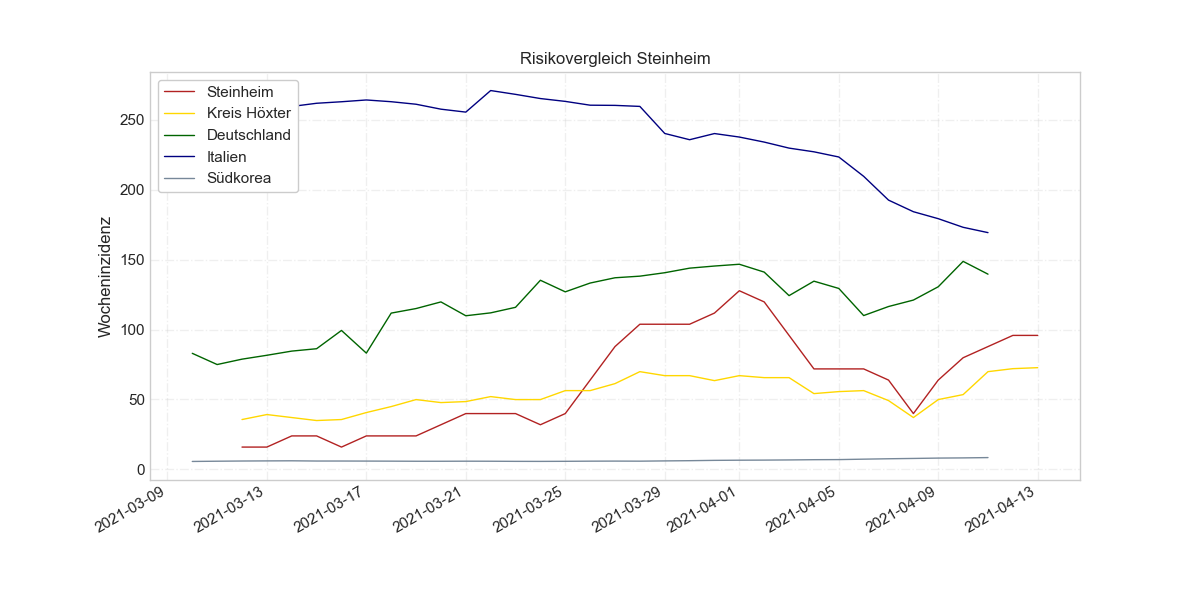 Risikovergleich Steinheim
Steinheim
Kreis Höxter
Deutschland
Italien
Südkorea
Wocheninzidenz
250
200
150
100
50
0
2021-03-09
2021-03-13
2021-03-17
2021-03-21
2021-03-25
2021-03-29
2021-04-01
2021-04-05
2021-04-09
2021-04-13